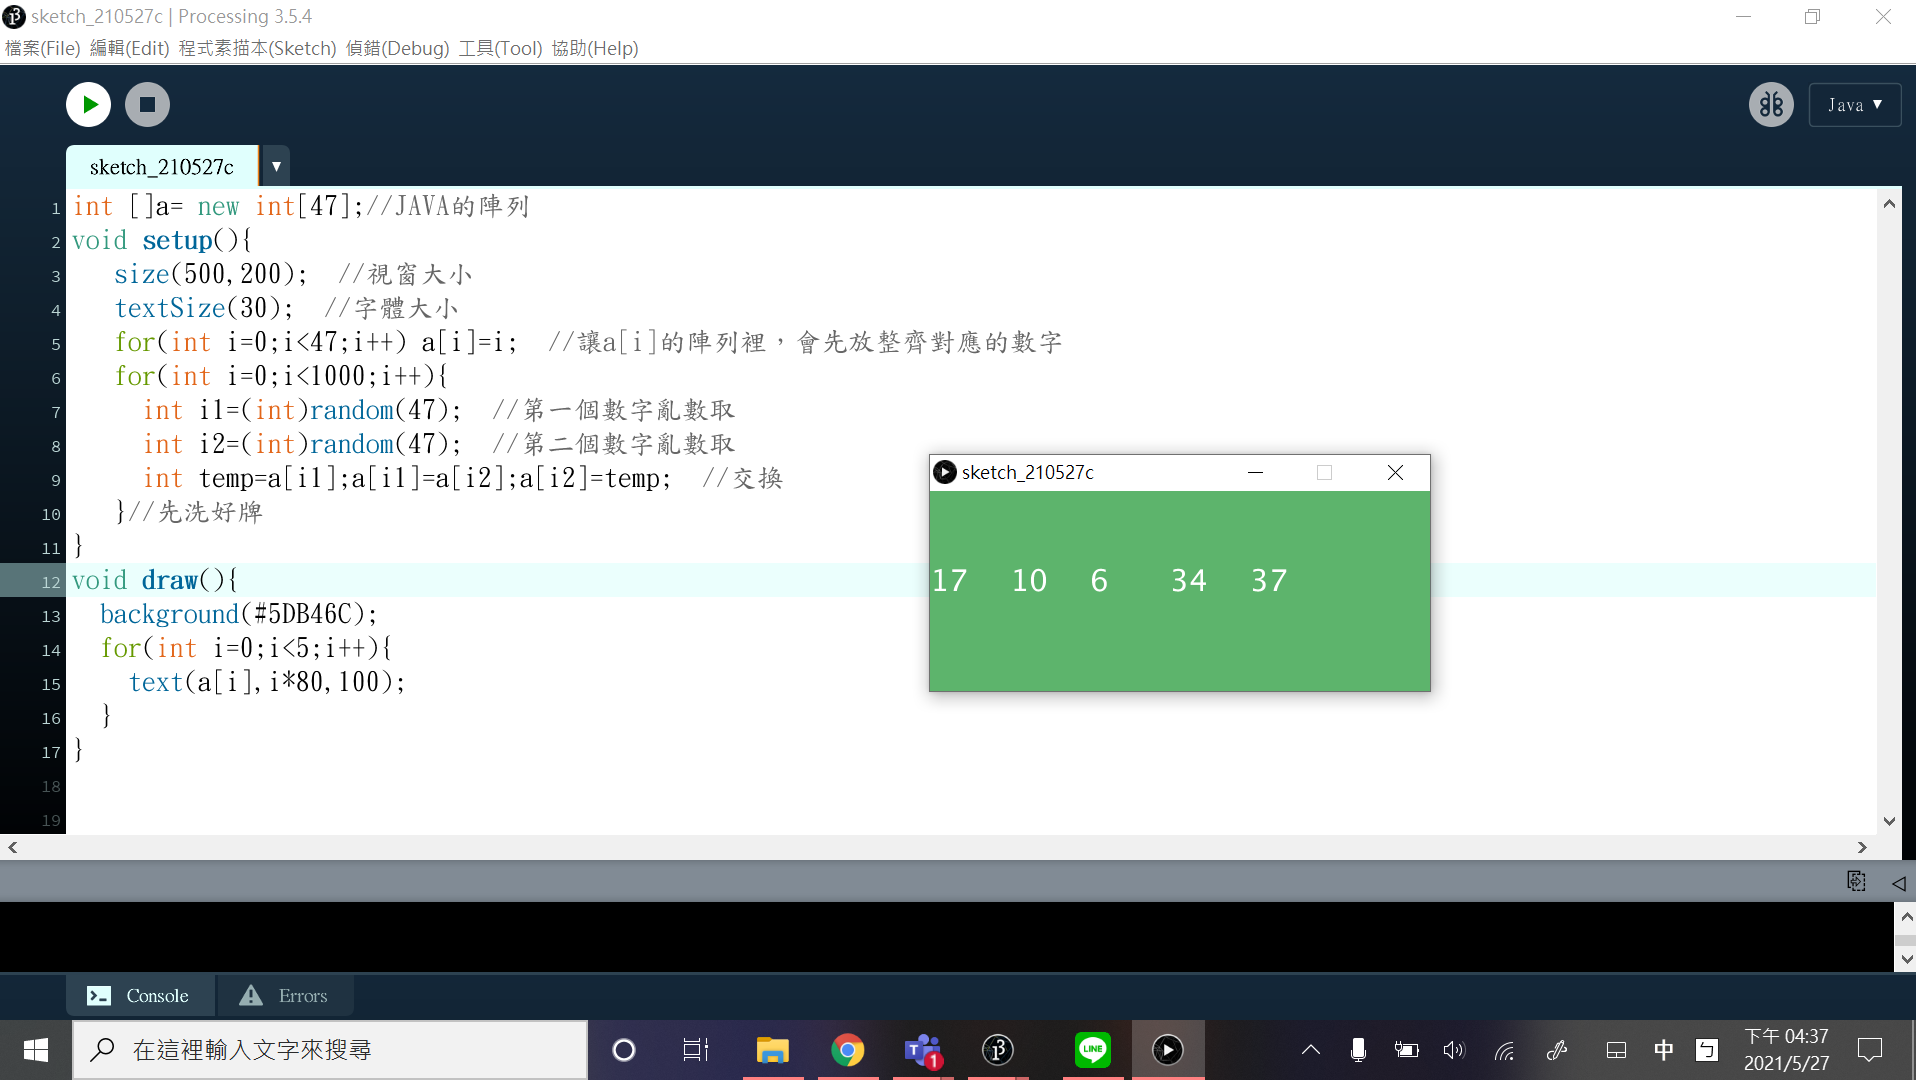 sketch_210527c | Processing 3.5.4
檔案(File) 編輯(Edit) 程式素描本(Sketch) 偵錯(Debug) 工具(Tool) 協助(Help)
Java ▼
sketch_210527c ▼
1 int []a= new int[47];//JAVA的陣列
2 void setup(){
3 size(500,200); //視窗大小
4 textSize(30); //字體大小
5 for(int i=0;i<47;i++) a[i]=i; //讓a[i]的陣列裡，會先放整齊對應的數字
6 for(int i=0;i<1000;i++){
7 int i1=(int)random(47); //第一個數字亂數取
8 int i2=(int)random(47); //第二個數字亂數取
9 int temp=a[i1];a[i1]=a[i2];a[i2]=temp; //交換
10 }//先洗好牌
11 }
12 void draw(){
13 background(#5DB46C);
14 for(int i=0;i<5;i++){
15 text(a[i],i*80,100);
16 }
17 }
18
19
sketch_210527c
17 10 6 34 37
Console Errors
在這裡輸入文字來搜尋
1
LINE
中
ㄅ
下午 04:37
2021/5/27